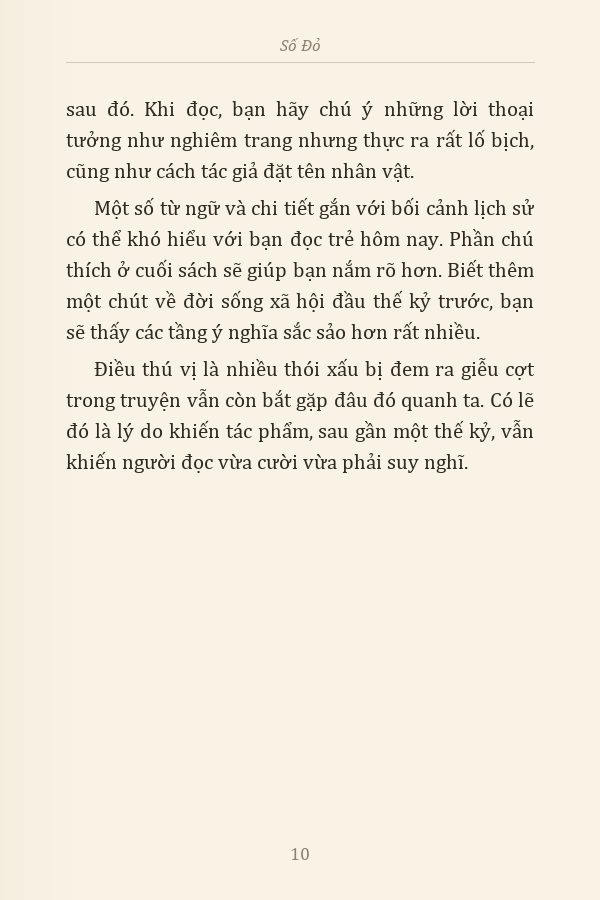 Số Đỏ
sau đó. Khi đọc, bạn hãy chú ý những lời thoại
tưởng như nghiêm trang nhưng thực ra rất lố bịch,
cũng như cách tác giả đặt tên nhân vật.
Một số từ ngữ và chi tiết gắn với bối cảnh lịch sử
có thể khó hiểu với bạn đọc trẻ hôm nay. Phần chú
thích ở cuối sách sẽ giúp bạn nắm rõ hơn. Biết thêm
một chút về đời sống xã hội đầu thế kỷ trước, bạn
sẽ thấy các tầng ý nghĩa sắc sảo hơn rất nhiều.
Điều thú vị là nhiều thói xấu bị đem ra giễu cợt
trong truyện vẫn còn bắt gặp đâu đó quanh ta. Có lẽ
đó là lý do khiến tác phẩm, sau gần một thế kỷ, vẫn
khiến người đọc vừa cười vừa phải suy nghĩ.
10